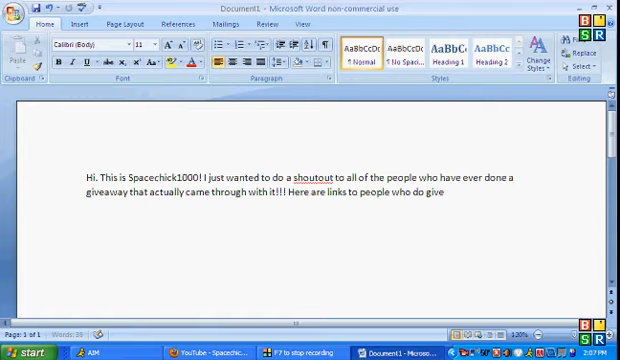 Document1 - Microsoft Word non-commercial use
Home Insert Page Layout References Mailings Review View
Calibri (Body) 11
AaBbCcDc AaBbCcDc AaBbC AaBbCc
¶ Normal ¶ No Spaci... Heading 1 Heading 2
Change Styles
Find
Replace
Select
Paste
Clipboard Font Paragraph Styles Editing
B
S R
Hi. This is Spacechick1000! I just wanted to do a shoutout to all of the people who have ever done a
giveaway that actually came through with it!!! Here are links to people who do give
B
S R
Page: 1 of 1 130%
start AIM YouTube - Spacechic... F7 to stop recording Document1 - Microso... 2:07 PM